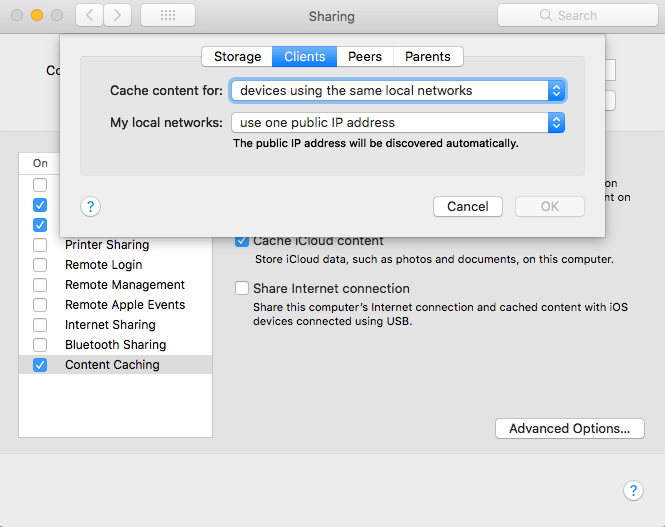 Sharing
Search
Storage
Clients
Peers
Parents
Cache content for:
devices using the same local networks
My local networks:
use one public IP address
The public IP address will be discovered automatically.
?
Cancel
OK
On
on
nt on
Printer Sharing
Remote Login
Remote Management
Remote Apple Events
Internet Sharing
Bluetooth Sharing
Content Caching
Cache iCloud content
Store iCloud data, such as photos and documents, on this computer.
Share Internet connection
Share this computer's Internet connection and cached content with iOS
devices connected using USB.
Advanced Options...
?